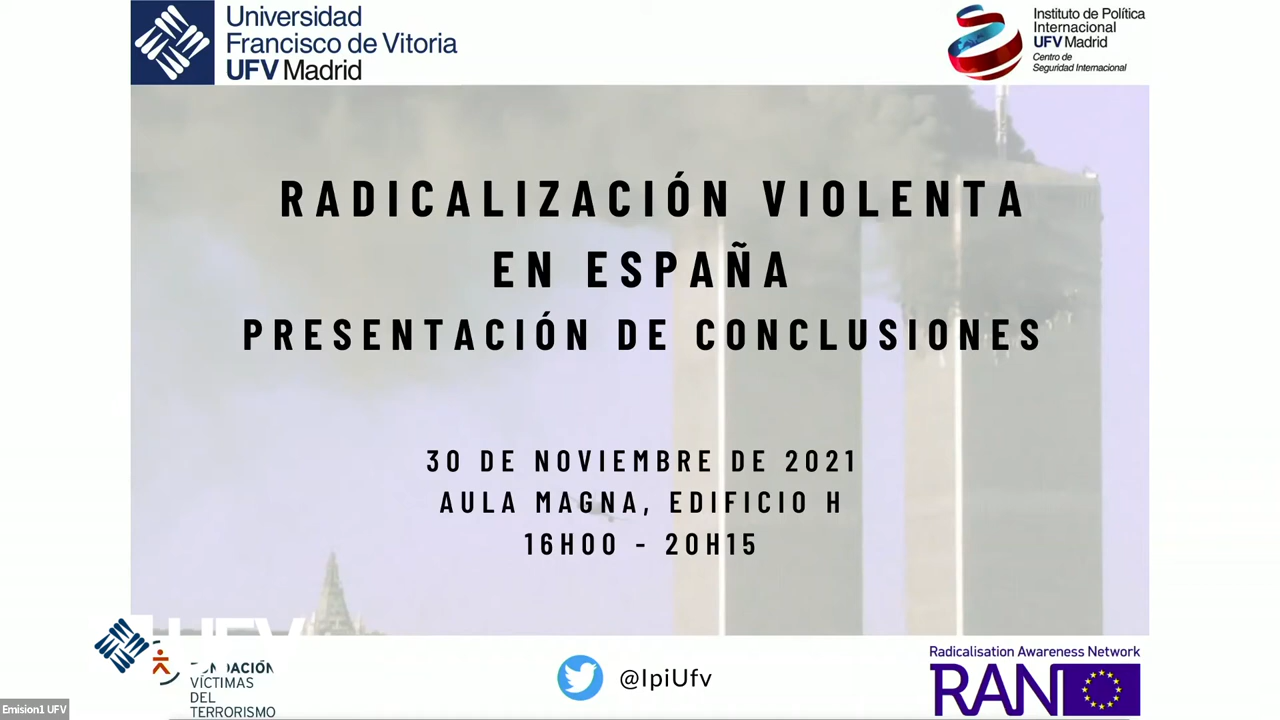 Universidad
Francisco de Vitoria
UFV Madrid
Instituto de Política
Internacional
UFV Madrid
Centro de
Seguridad Internacional
RADICALIZACIÓN VIOLENTA
EN ESPAÑA
PRESENTACIÓN DE CONCLUSIONES
30 DE NOVIEMBRE DE 2021
AULA MAGNA, EDIFICIO H
16H00 - 20H15
UFV
FUNDACIÓN
VÍCTIMAS
DEL
TERRORISMO
@IpiUfv
Radicalisation Awareness Network
RAN
Emision1 UFV